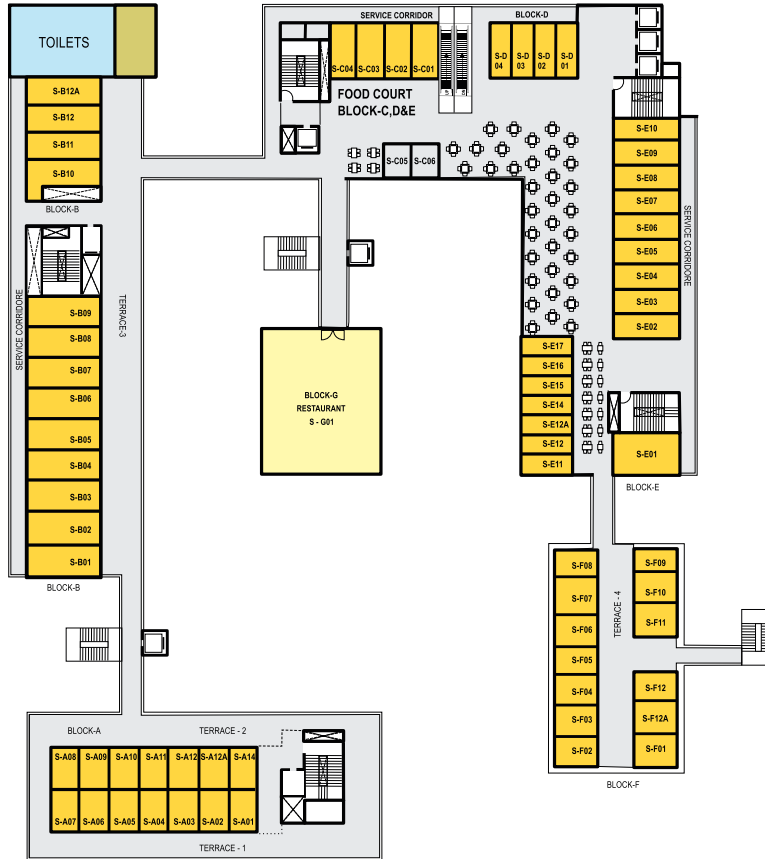 TOILETS
SERVICE CORRIDOR
BLOCK-D
S-C04
S-C03
S-C02
S-C01
S-D
04
S-D
03
S-D
02
S-D
01
FOOD COURT
BLOCK-C,D&E
S-C05
S-C06
S-B12A
S-B12
S-B11
S-B10
BLOCK-B
SERVICE CORRIDORE
TERRACE-3
S-B09
S-B08
S-B07
S-B06
S-B05
S-B04
S-B03
S-B02
S-B01
BLOCK-B
S-E10
S-E09
S-E08
S-E07
S-E06
S-E05
S-E04
S-E03
S-E02
SERVICE CORRIDORE
S-E17
S-E16
S-E15
S-E14
S-E12A
S-E12
S-E11
S-E01
BLOCK-E
BLOCK-G
RESTAURANT
S - G01
S-F08
S-F07
S-F06
S-F05
S-F04
S-F03
S-F02
TERRACE - 4
S-F09
S-F10
S-F11
S-F12
S-F12A
S-F01
BLOCK-F
BLOCK-A
TERRACE - 2
S-A08
S-A09
S-A10
S-A11
S-A12
S-A12A
S-A14
S-A07
S-A06
S-A05
S-A04
S-A03
S-A02
S-A01
TERRACE - 1